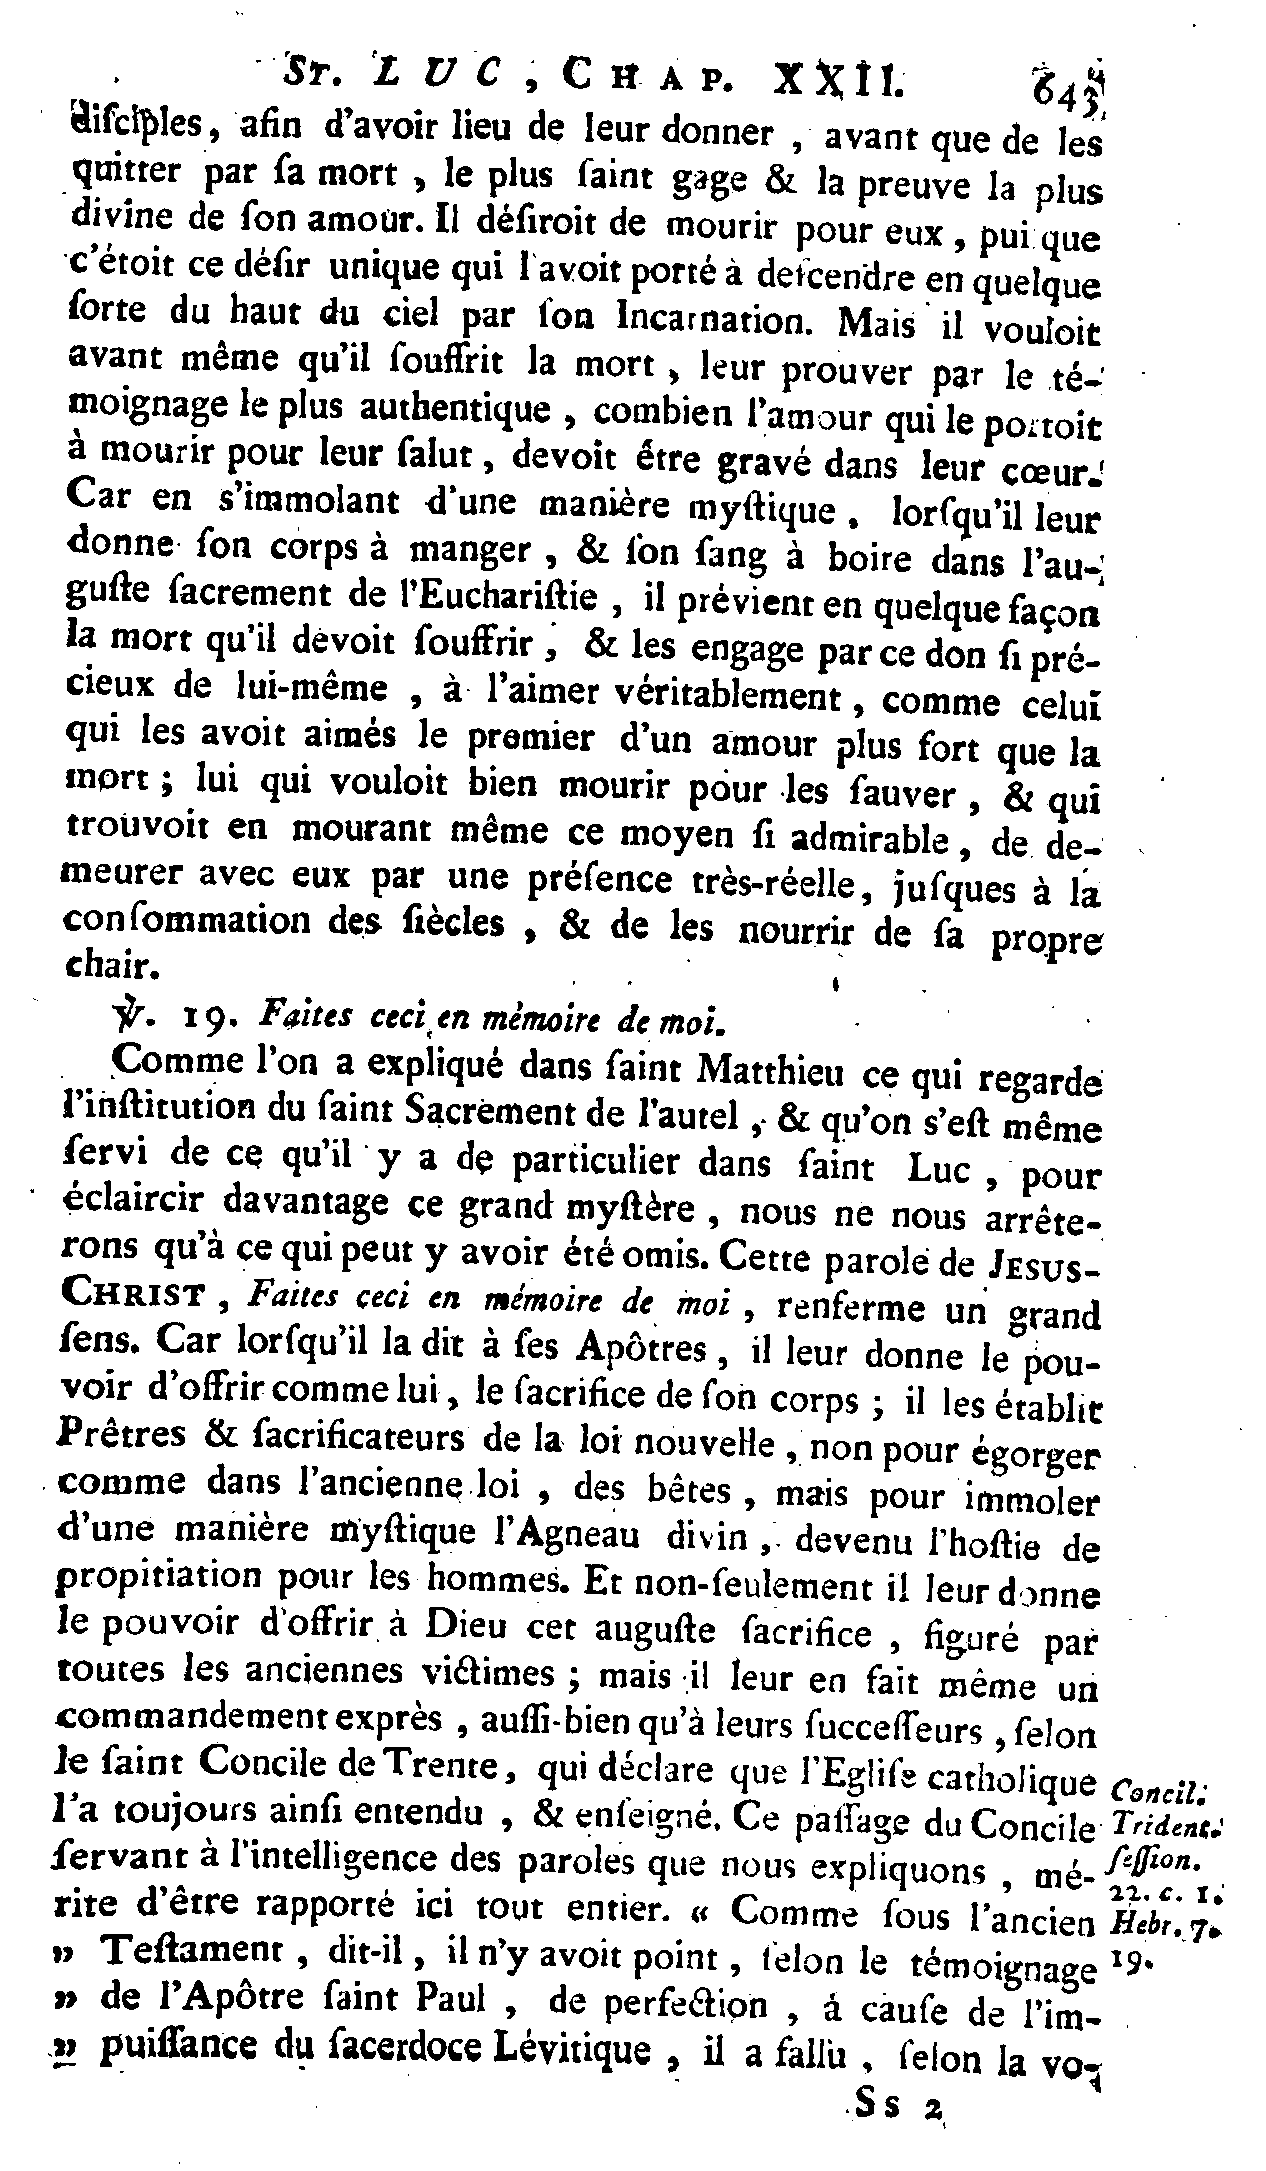 St. LUC, CHAP. XXII. 643
diſciples, afin d'avoir lieu de leur donner, avant que de les
quitter par ſa mort, le plus ſaint gage & la preuve la plus
divine de ſon amour. Il déſiroit de mourir pour eux, puiſque
c'étoit ce déſir unique qui l'avoit porté à deſcendre en quelque
ſorte du haut du ciel par ſon Incarnation. Mais il vouloit
avant même qu'il ſouffrit la mort, leur prouver par le té-
moignage le plus authentique, combien l'amour qui le portoit
à mourir pour leur ſalut, devoit être gravé dans leur cœur.
Car en s'immolant d'une manière myſtique, lorſqu'il leur
donne ſon corps à manger, & ſon ſang à boire dans l'au-
guſte ſacrement de l'Euchariſtie, il prévient en quelque façon
la mort qu'il devoit ſouffrir, & les engage par ce don ſi pré-
cieux de lui-même, à l'aimer véritablement, comme celui
qui les avoit aimés le premier d'un amour plus fort que la
mort; lui qui vouloit bien mourir pour les ſauver, & qui
trouvoit en mourant même ce moyen ſi admirable, de de-
meurer avec eux par une préſence très-réelle, juſques à la
conſommation des ſiècles, & de les nourrir de ſa propre
chair.
℣. 19. Faites ceci en mémoire de moi.
Comme l'on a expliqué dans ſaint Matthieu ce qui regarde
l'inſtitution du ſaint Sacrement de l'autel, & qu'on s'eſt même
ſervi de ce qu'il y a de particulier dans ſaint Luc, pour
éclaircir davantage ce grand myſtère, nous ne nous arrête-
rons qu'à ce qui peut y avoir été omis. Cette parole de JESUS-
CHRIST, Faites ceci en mémoire de moi, renferme un grand
ſens. Car lorſqu'il la dit à ſes Apôtres, il leur donne le pou-
voir d'offrir comme lui, le ſacrifice de ſon corps; il les établit
Prêtres & ſacrificateurs de la loi nouvelle, non pour égorger
comme dans l'ancienne loi, des bêtes, mais pour immoler
d'une manière myſtique l'Agneau divin, devenu l'hoſtie de
propitiation pour les hommes. Et non-ſeulement il leur donne
le pouvoir d'offrir à Dieu cet auguſte ſacrifice, figuré par
toutes les anciennes victimes; mais il leur en fait même un
commandement exprès, auſſi-bien qu'à leurs ſucceſſeurs, ſelon
le ſaint Concile de Trente, qui déclare que l'Egliſe catholique
l'a toujours ainſi entendu, & enſeigné. Ce paſſage du Concile
ſervant à l'intelligence des paroles que nous expliquons, mé-
rite d'être rapporté ici tout entier. « Comme ſous l'ancien
» Teſtament, dit-il, il n'y avoit point, ſelon le témoignage
» de l'Apôtre ſaint Paul, de perfection, à cauſe de l'im-
» puiſſance du ſacerdoce Lévitique, il a fallu, ſelon la vo-
Concil.
Trident.
ſeſſion.
22. c. 1.
Hebr. 7.
19.
Ss 2